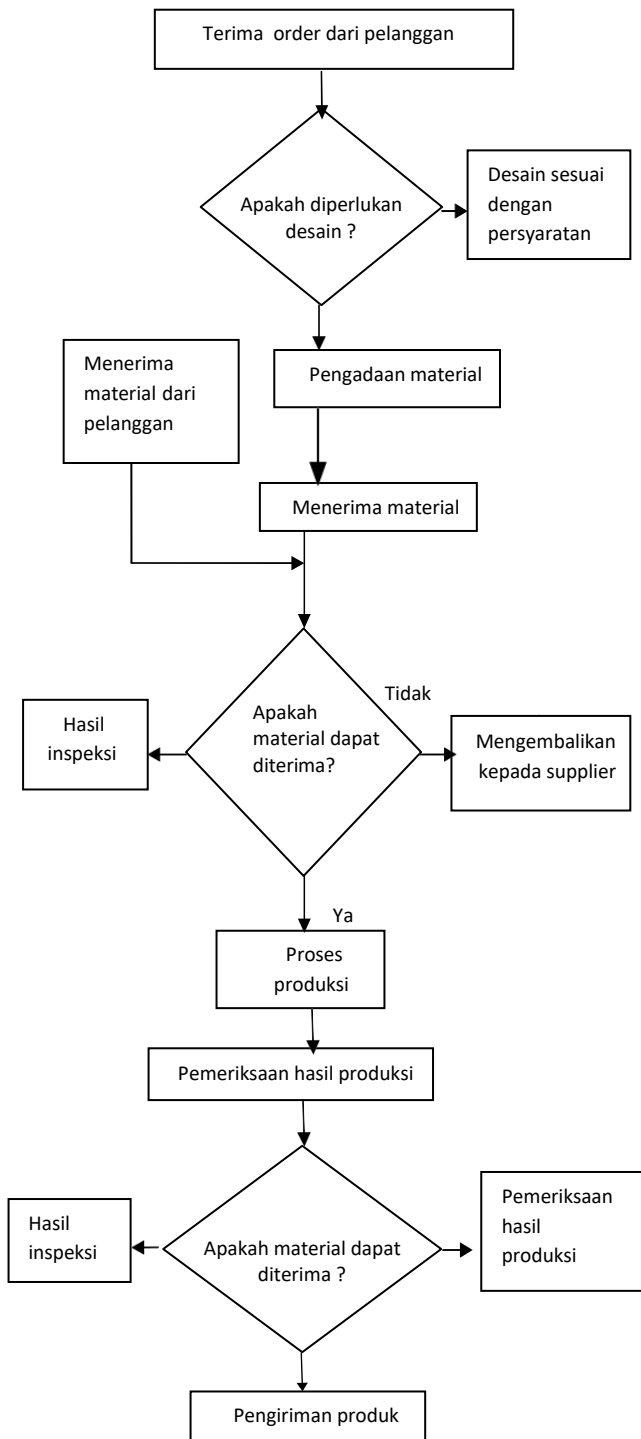 Terima order dari pelanggan
Apakah diperlukan
desain ?
Desain sesuai
dengan
persyaratan
Menerima
material dari
pelanggan
Pengadaan material
Menerima material
Tidak
Apakah
material dapat
diterima?
Hasil
inspeksi
Mengembalikan
kepada supplier
Ya
Proses
produksi
Pemeriksaan hasil produksi
Hasil
inspeksi
Apakah material dapat
diterima ?
Pemeriksaan
hasil
produksi
Pengiriman produk